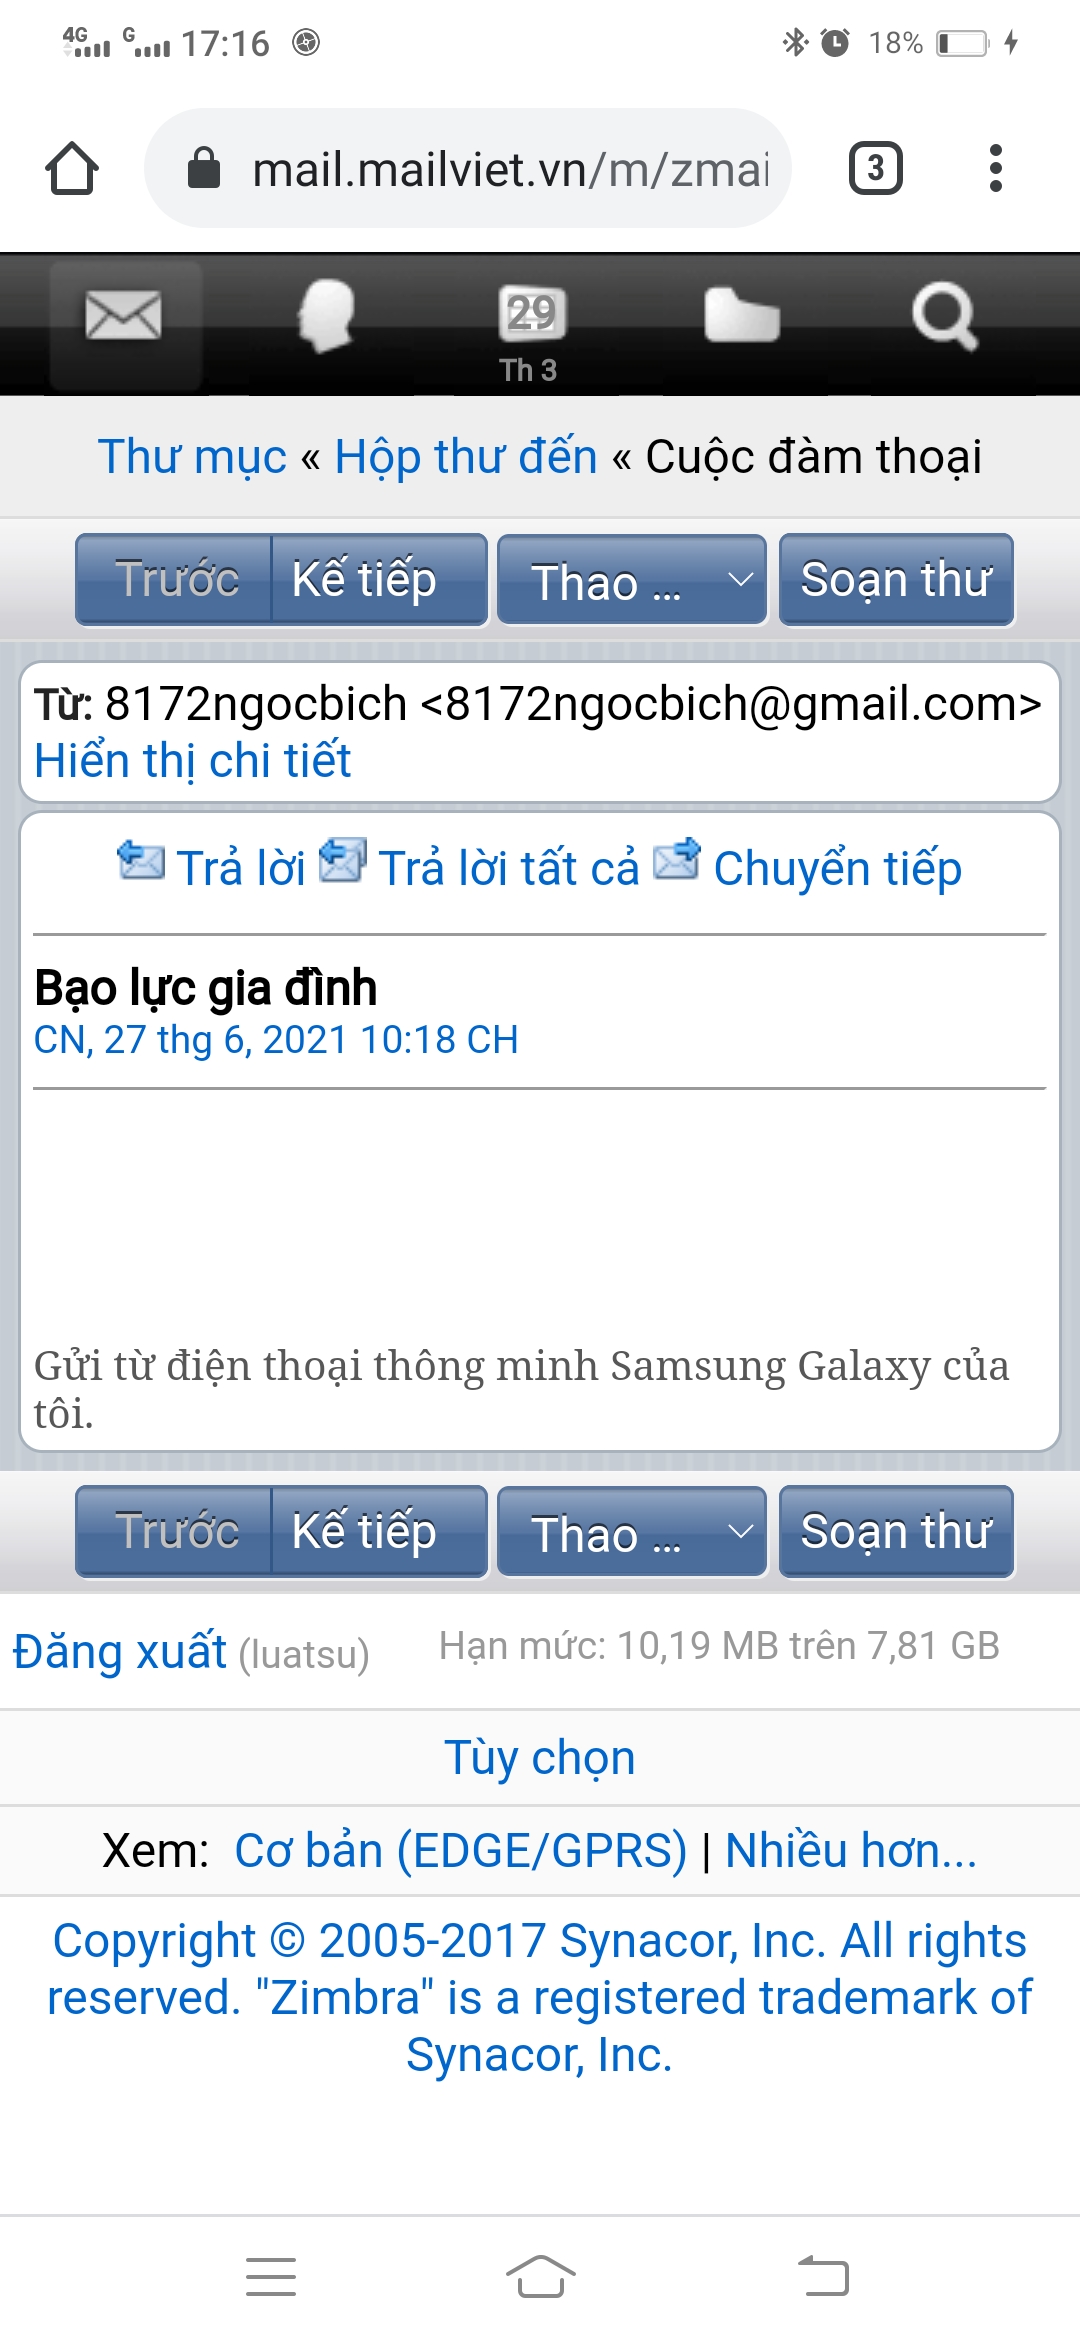 4G G 17:16 18%
mail.mailviet.vn/m/zmai
3
29
Th 3
Thư mục « Hộp thư đến « Cuộc đàm thoại
Trước Kế tiếp Thao ... Soạn thư
Từ: 8172ngocbich <8172ngocbich@gmail.com>
Hiển thị chi tiết
Trả lời Trả lời tất cả Chuyển tiếp
Bạo lực gia đình
CN, 27 thg 6, 2021 10:18 CH
Gửi từ điện thoại thông minh Samsung Galaxy của
tôi.
Trước Kế tiếp Thao ... Soạn thư
Đăng xuất (luatsu) Hạn mức: 10,19 MB trên 7,81 GB
Tùy chọn
Xem: Cơ bản (EDGE/GPRS) | Nhiều hơn...
Copyright © 2005-2017 Synacor, Inc. All rights
reserved. "Zimbra" is a registered trademark of
Synacor, Inc.